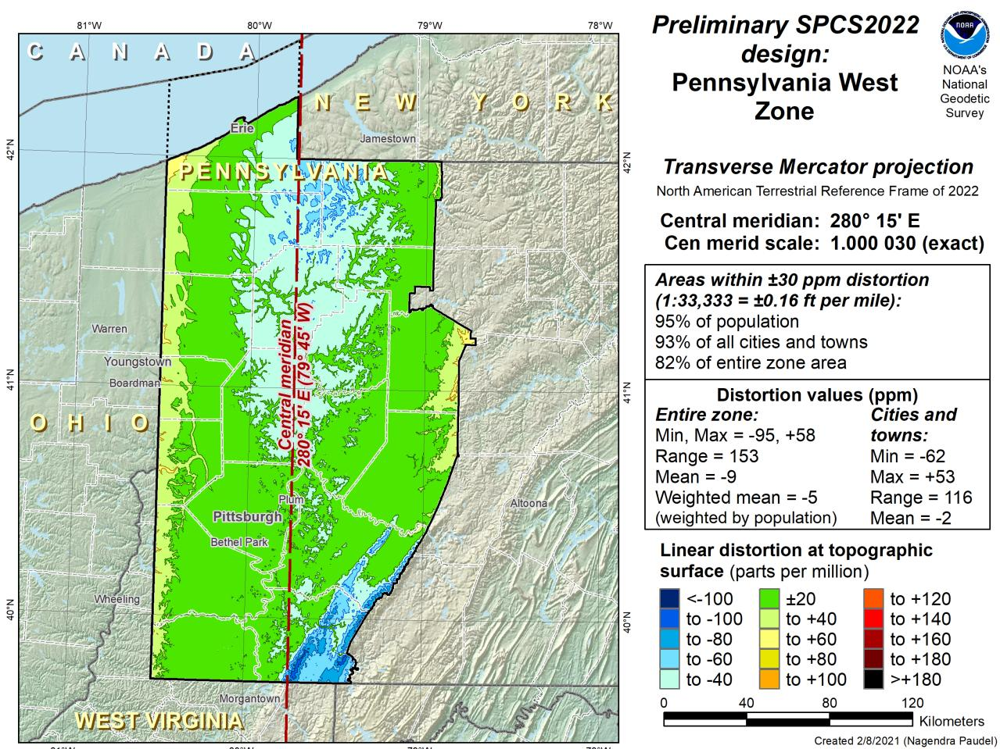 81°W 80°W 79°W 78°W
CANADA
NEW YORK
Erie
Jamestown
42°N
42°N
PENNSYLVANIA
Warren
Youngstown
Boardman
41°N
41°N
OHIO
Central meridian
280° 15' E (79° 45' W)
Plum
Pittsburgh
Bethel Park
Altoona
Wheeling
40°N
40°N
Morgantown
WEST VIRGINIA
Preliminary SPCS2022
design:
Pennsylvania West
Zone
NOAA
NOAA's
National
Geodetic
Survey
Transverse Mercator projection
North American Terrestrial Reference Frame of 2022
Central meridian: 280° 15' E
Cen merid scale: 1.000 030 (exact)
Areas within ±30 ppm distortion
(1:33,333 = ±0.16 ft per mile):
95% of population
93% of all cities and towns
82% of entire zone area
Distortion values (ppm)
Entire zone:
Min, Max = -95, +58
Range = 153
Mean = -9
Weighted mean = -5
(weighted by population)
Cities and
towns:
Min = -62
Max = +53
Range = 116
Mean = -2
Linear distortion at topographic
surface (parts per million)
<-100
to -100
to -80
to -60
to -40
±20
to +40
to +60
to +80
to +100
to +120
to +140
to +160
to +180
>+180
0 40 80 120
Kilometers
Created 2/8/2021 (Nagendra Paudel)